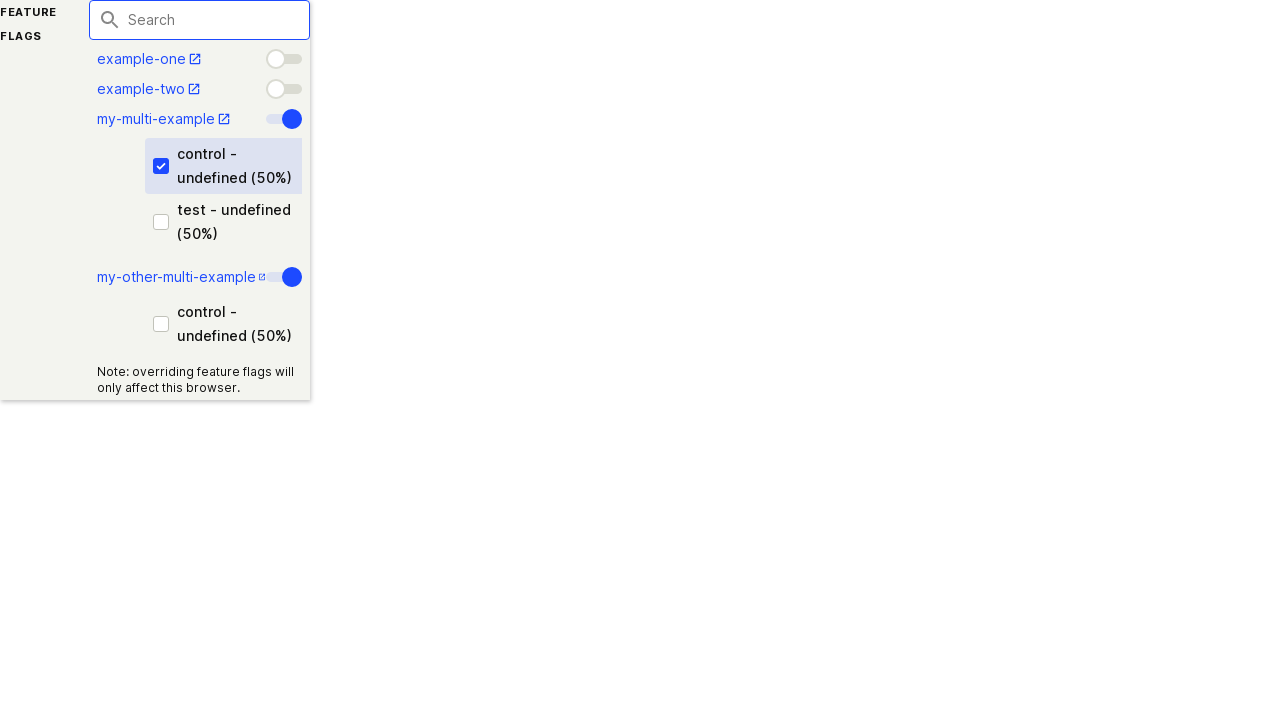 FEATURE
FLAGS
Search
example-one
example-two
my-multi-example
control -
undefined (50%)
test - undefined
(50%)
my-other-multi-example
control -
undefined (50%)
Note: overriding feature flags will
only affect this browser.